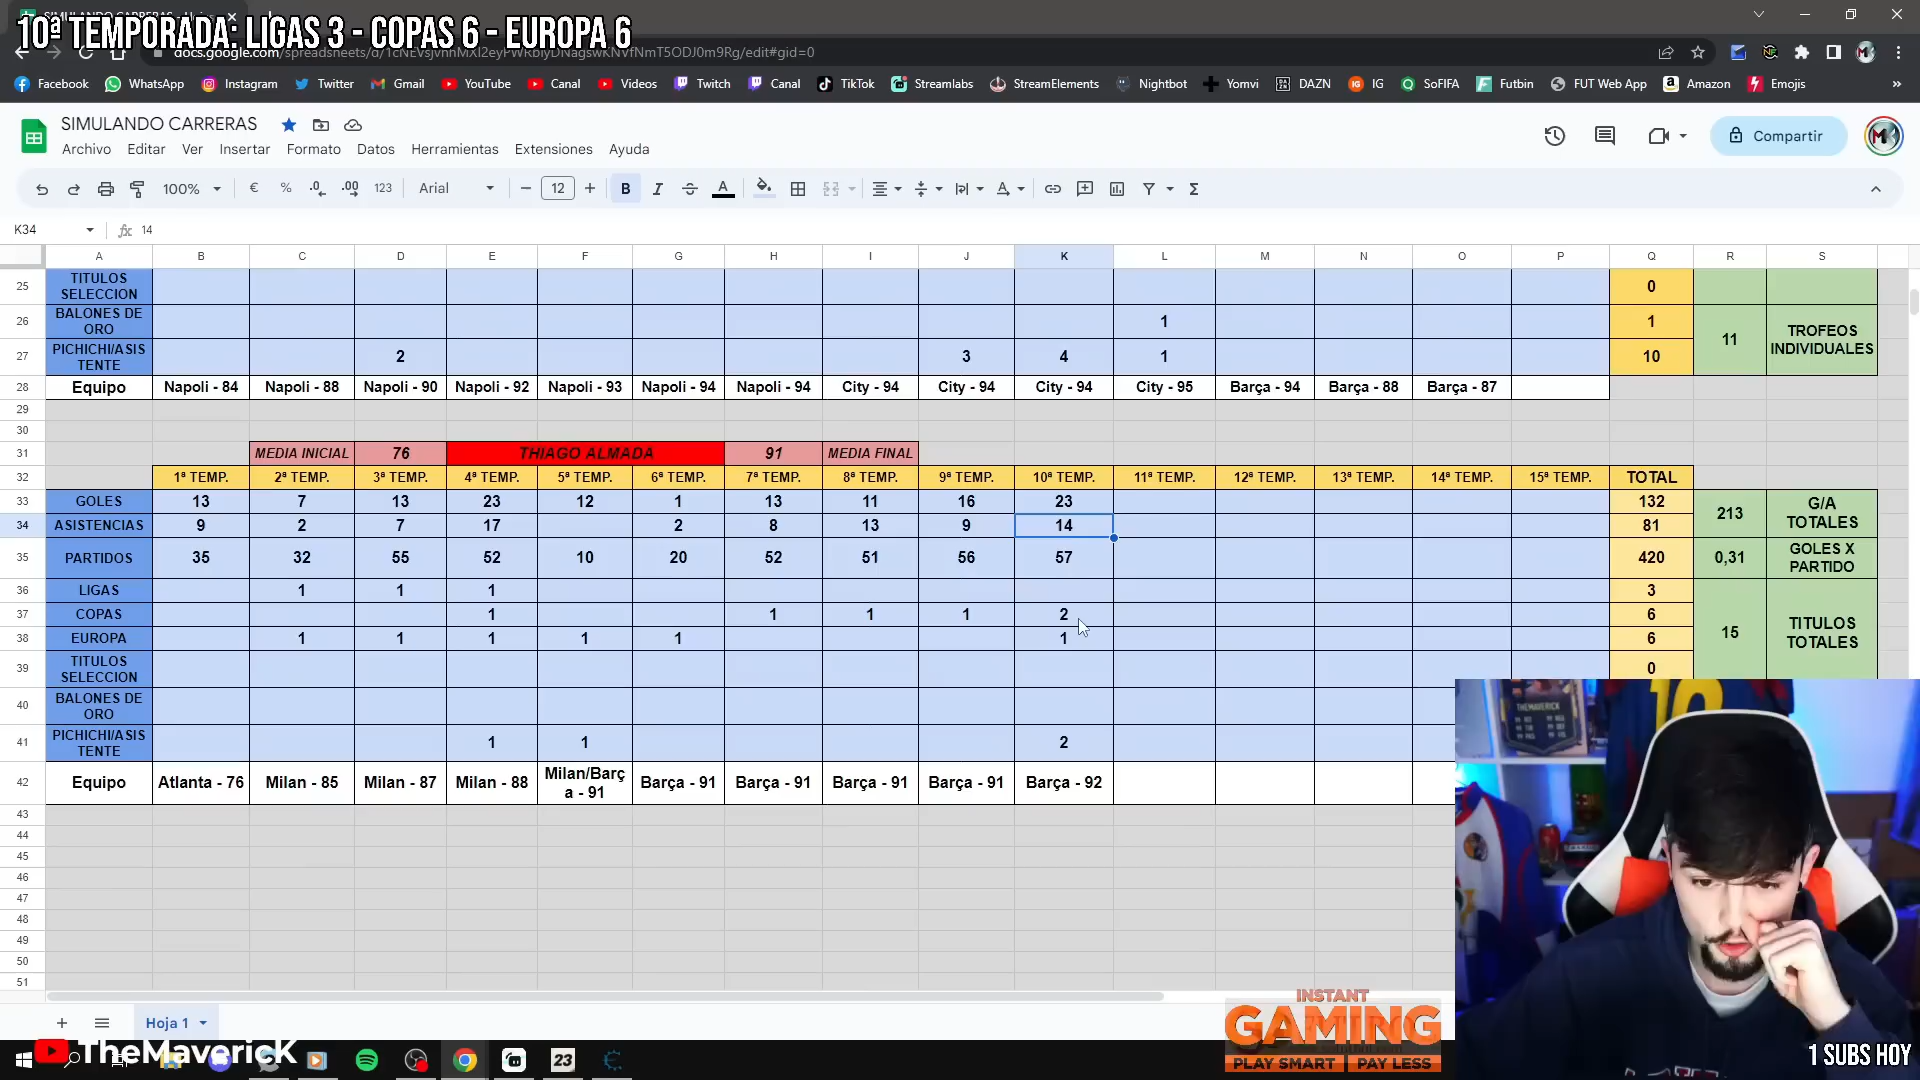 10ª TEMPORADA: LIGAS 3 - COPAS 6 - EUROPA 6
Facebook WhatsApp Instagram Twitter Gmail YouTube Canal Videos Twitch Canal TikTok Streamlabs StreamElements Nightbot Yomvi DAZN IG SoFIFA Futbin FUT Web App Amazon Emojis »
SIMULANDO CARRERAS
Compartir
Archivo Editar Ver Insertar Formato Datos Herramientas Extensiones Ayuda
100% € % .0 .00 123 Arial 12 B I S A Σ
K34 fx 14
A B C D E F G H I J K L M N O P Q R S
25 TITULOS SELECCION 0
26 BALONES DE ORO 1 1
11 TROFEOS INDIVIDUALES
27 PICHICHI/ASISTENTE 2 3 4 1 10
28 Equipo Napoli - 84 Napoli - 88 Napoli - 90 Napoli - 92 Napoli - 93 Napoli - 94 Napoli - 94 City - 94 City - 94 City - 94 City - 95 Barça - 94 Barça - 88 Barça - 87
29
30
31 MEDIA INICIAL 76 THIAGO ALMADA 91 MEDIA FINAL
32 1ª TEMP. 2ª TEMP. 3ª TEMP. 4ª TEMP. 5ª TEMP. 6ª TEMP. 7ª TEMP. 8ª TEMP. 9ª TEMP. 10ª TEMP. 11ª TEMP. 12ª TEMP. 13ª TEMP. 14ª TEMP. 15ª TEMP. TOTAL
33 GOLES 13 7 13 23 12 1 13 11 16 23 132
213 G/A TOTALES
34 ASISTENCIAS 9 2 7 17 2 8 13 9 14 81
35 PARTIDOS 35 32 55 52 10 20 52 51 56 57 420 0,31 GOLES X PARTIDO
36 LIGAS 1 1 1 3
37 COPAS 1 1 1 1 2 6
15 TITULOS TOTALES
38 EUROPA 1 1 1 1 1 1 6
39 TITULOS SELECCION 0
40 BALONES DE ORO
41 PICHICHI/ASISTENTE 1 1 2
42 Equipo Atlanta - 76 Milan - 85 Milan - 87 Milan - 88 Milan/Barça - 91 Barça - 91 Barça - 91 Barça - 91 Barça - 91 Barça - 92
43
44
45
46
47
48
49
50
51
THEMAVERICK
INSTANT
GAMING
PLAY SMART PAY LESS
Hoja 1
TheMavericK
23
1 SUBS HOY